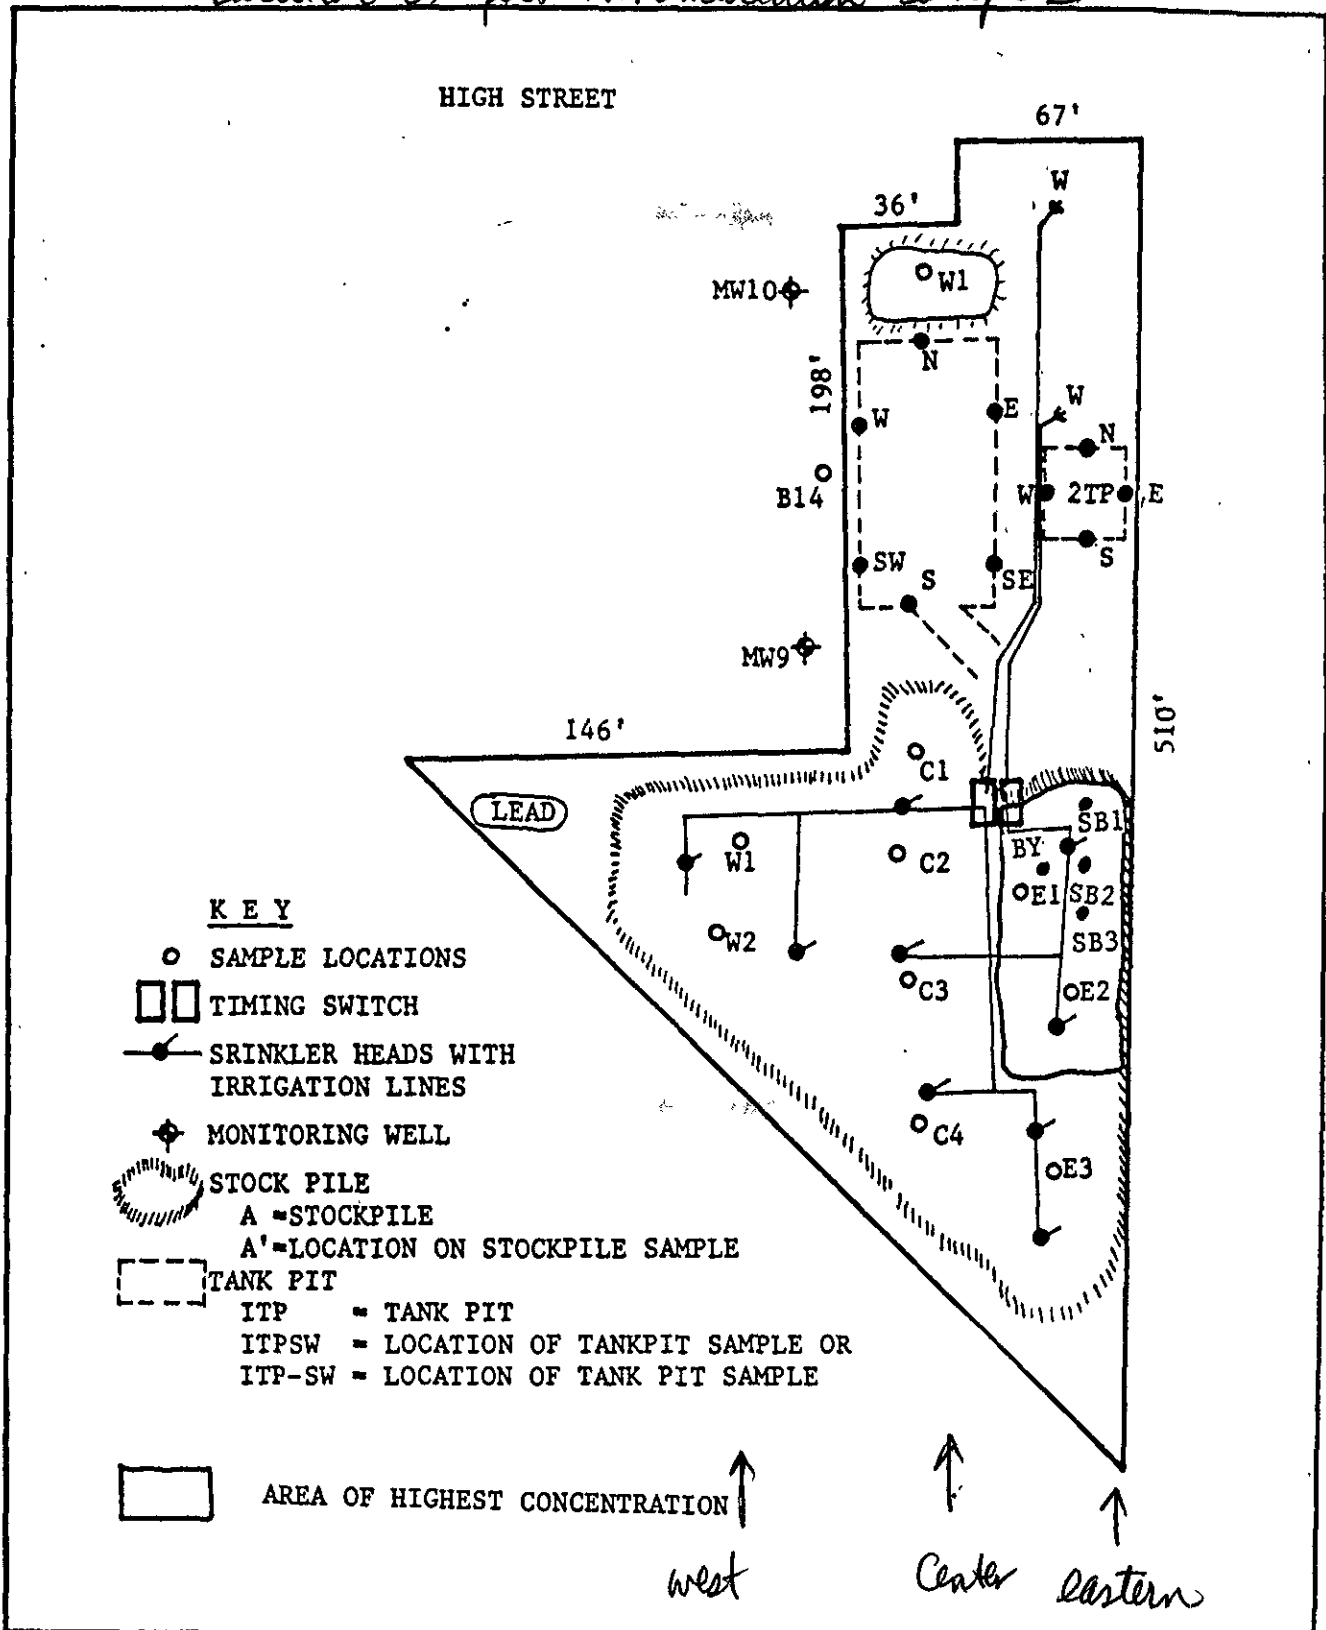 HIGH STREET
67'
36'
W
W1
MW10
N
198'
W
E
W
N
B14
W
2TP
E
SW
S
SE
S
MW9
146'
510'
C1
LEAD
SB1
W1
C2
BY
E1
SB2
W2
SB3
C3
E2
C4
E3
K E Y
SAMPLE LOCATIONS
TIMING SWITCH
SRINKLER HEADS WITH
IRRIGATION LINES
MONITORING WELL
STOCK PILE
A =STOCKPILE
A'=LOCATION ON STOCKPILE SAMPLE
TANK PIT
ITP = TANK PIT
ITPSW = LOCATION OF TANKPIT SAMPLE OR
ITP-SW = LOCATION OF TANK PIT SAMPLE
AREA OF HIGHEST CONCENTRATION
west
Center
eastern